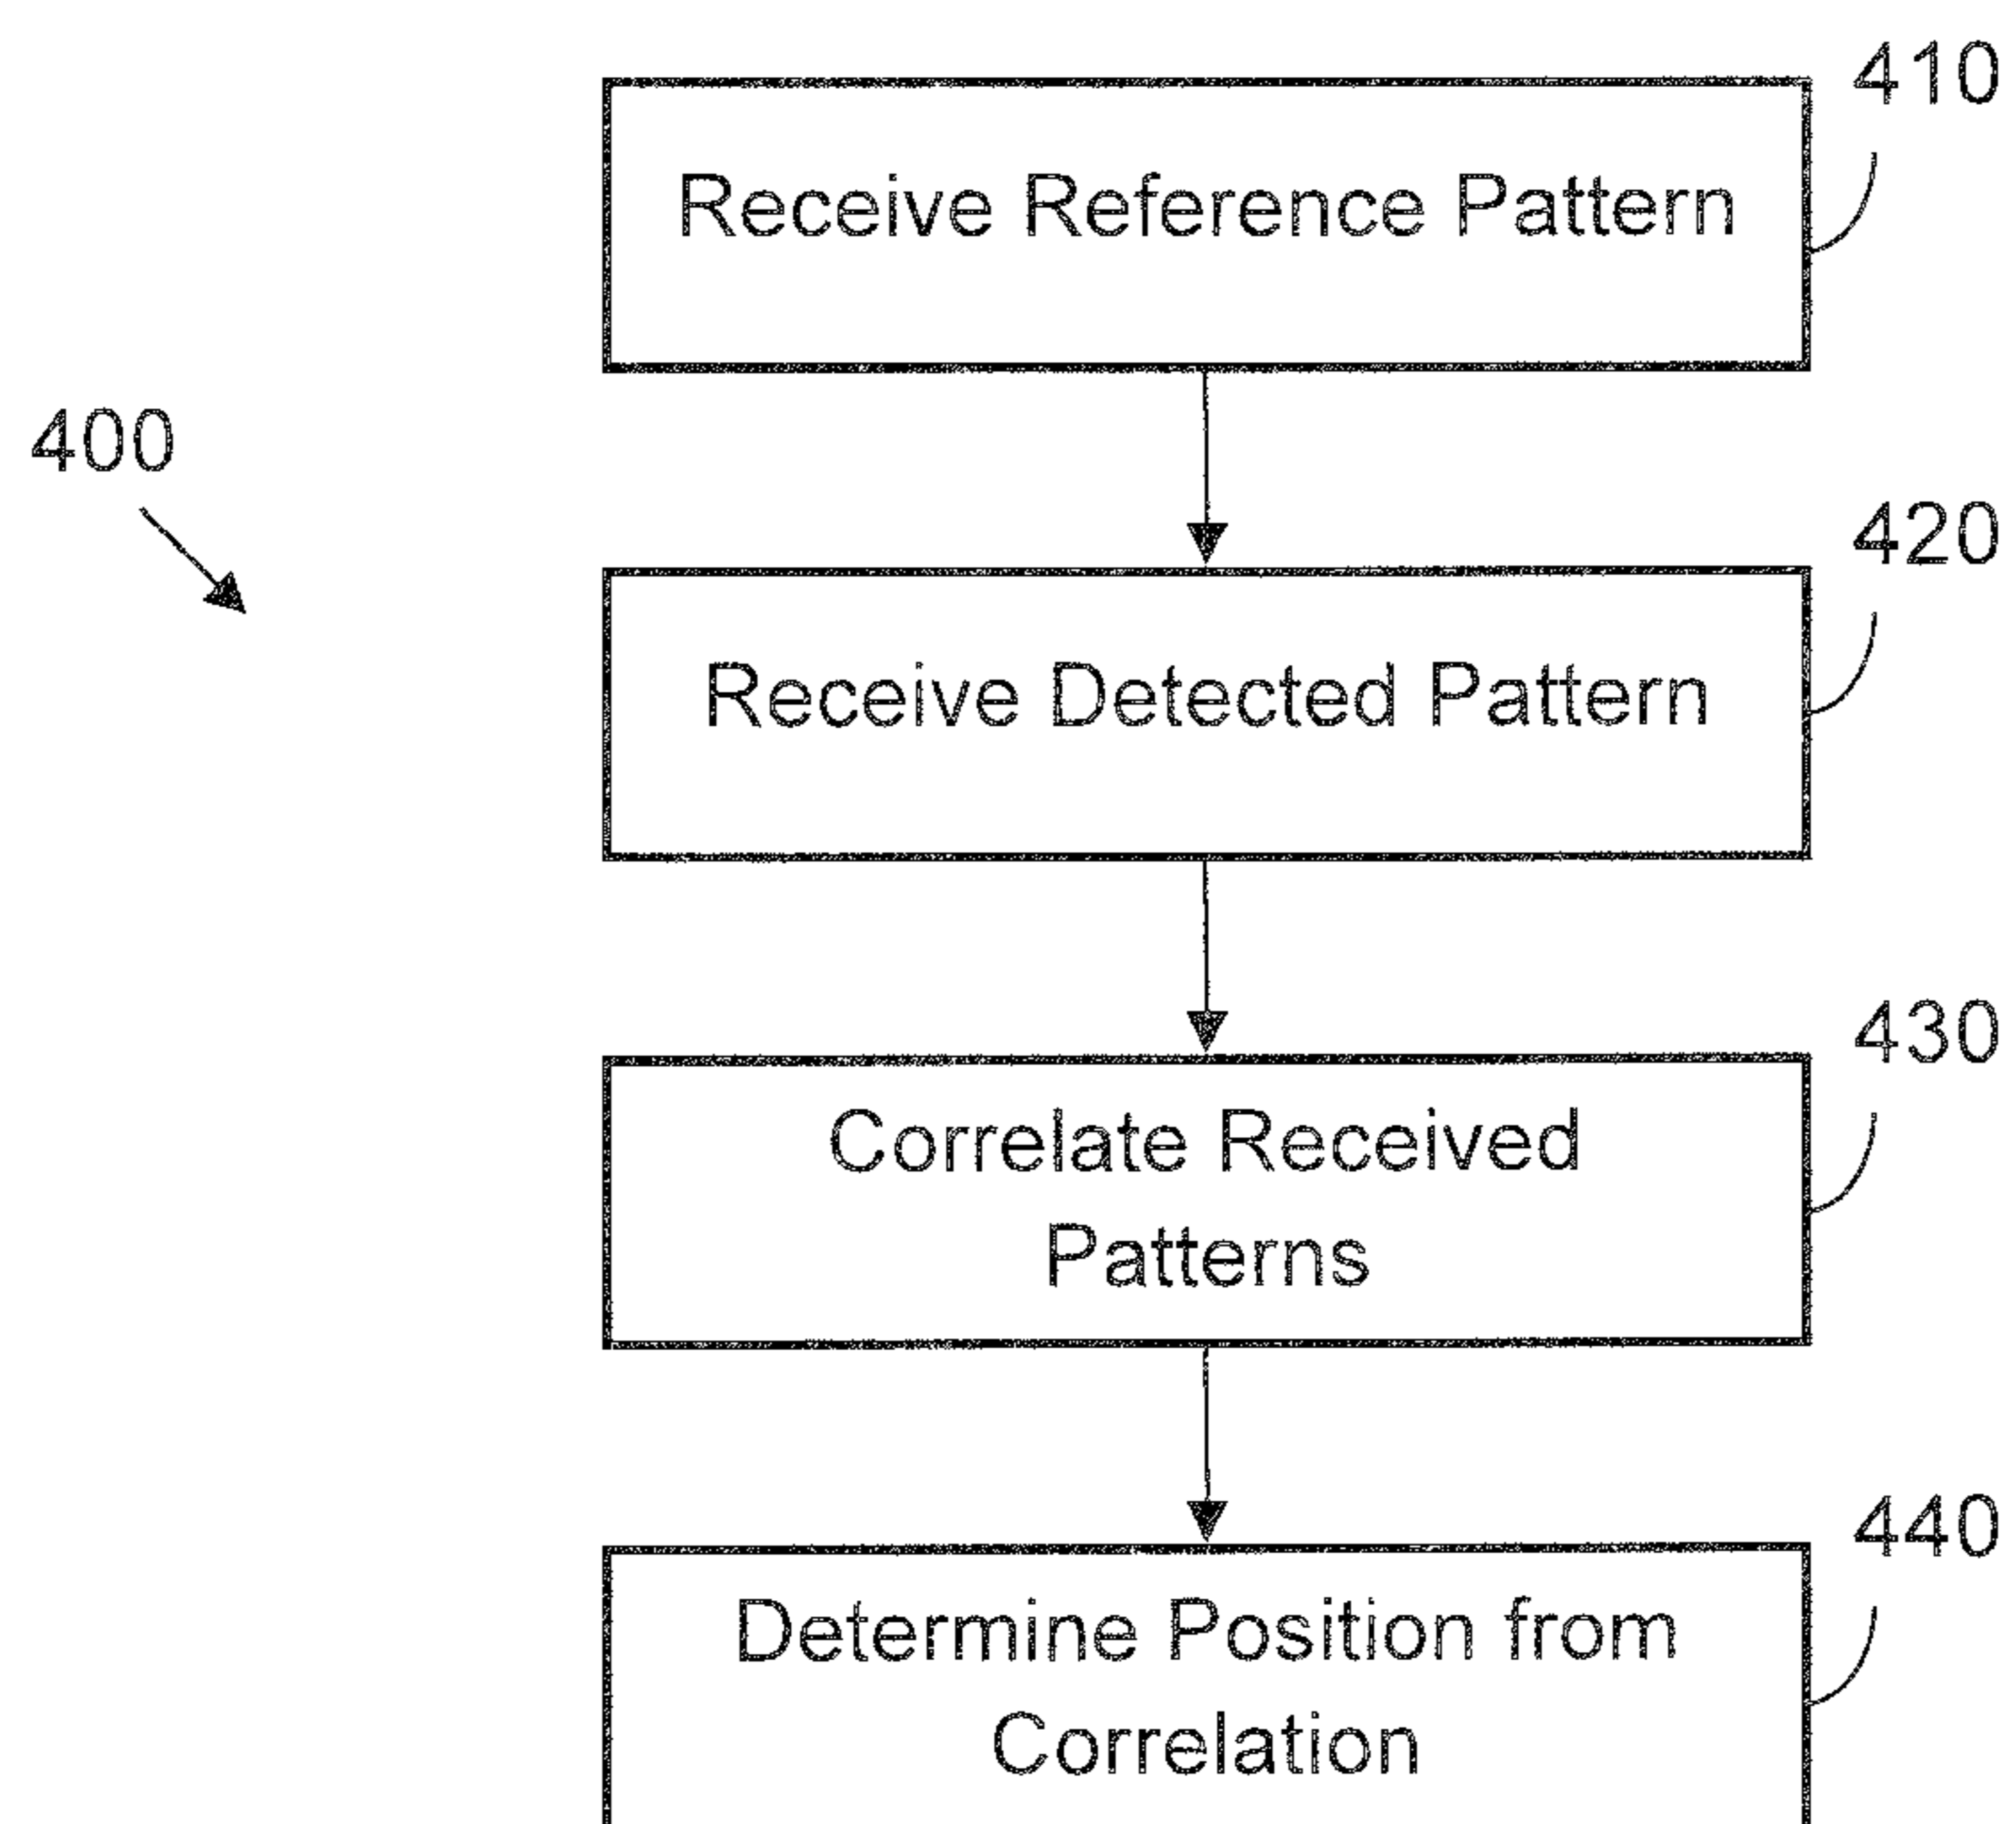 410
Receive Reference Pattern
400
420
Receive Detected Pattern
430
Correlate Received
Patterns
440
Determine Position from
Correlation